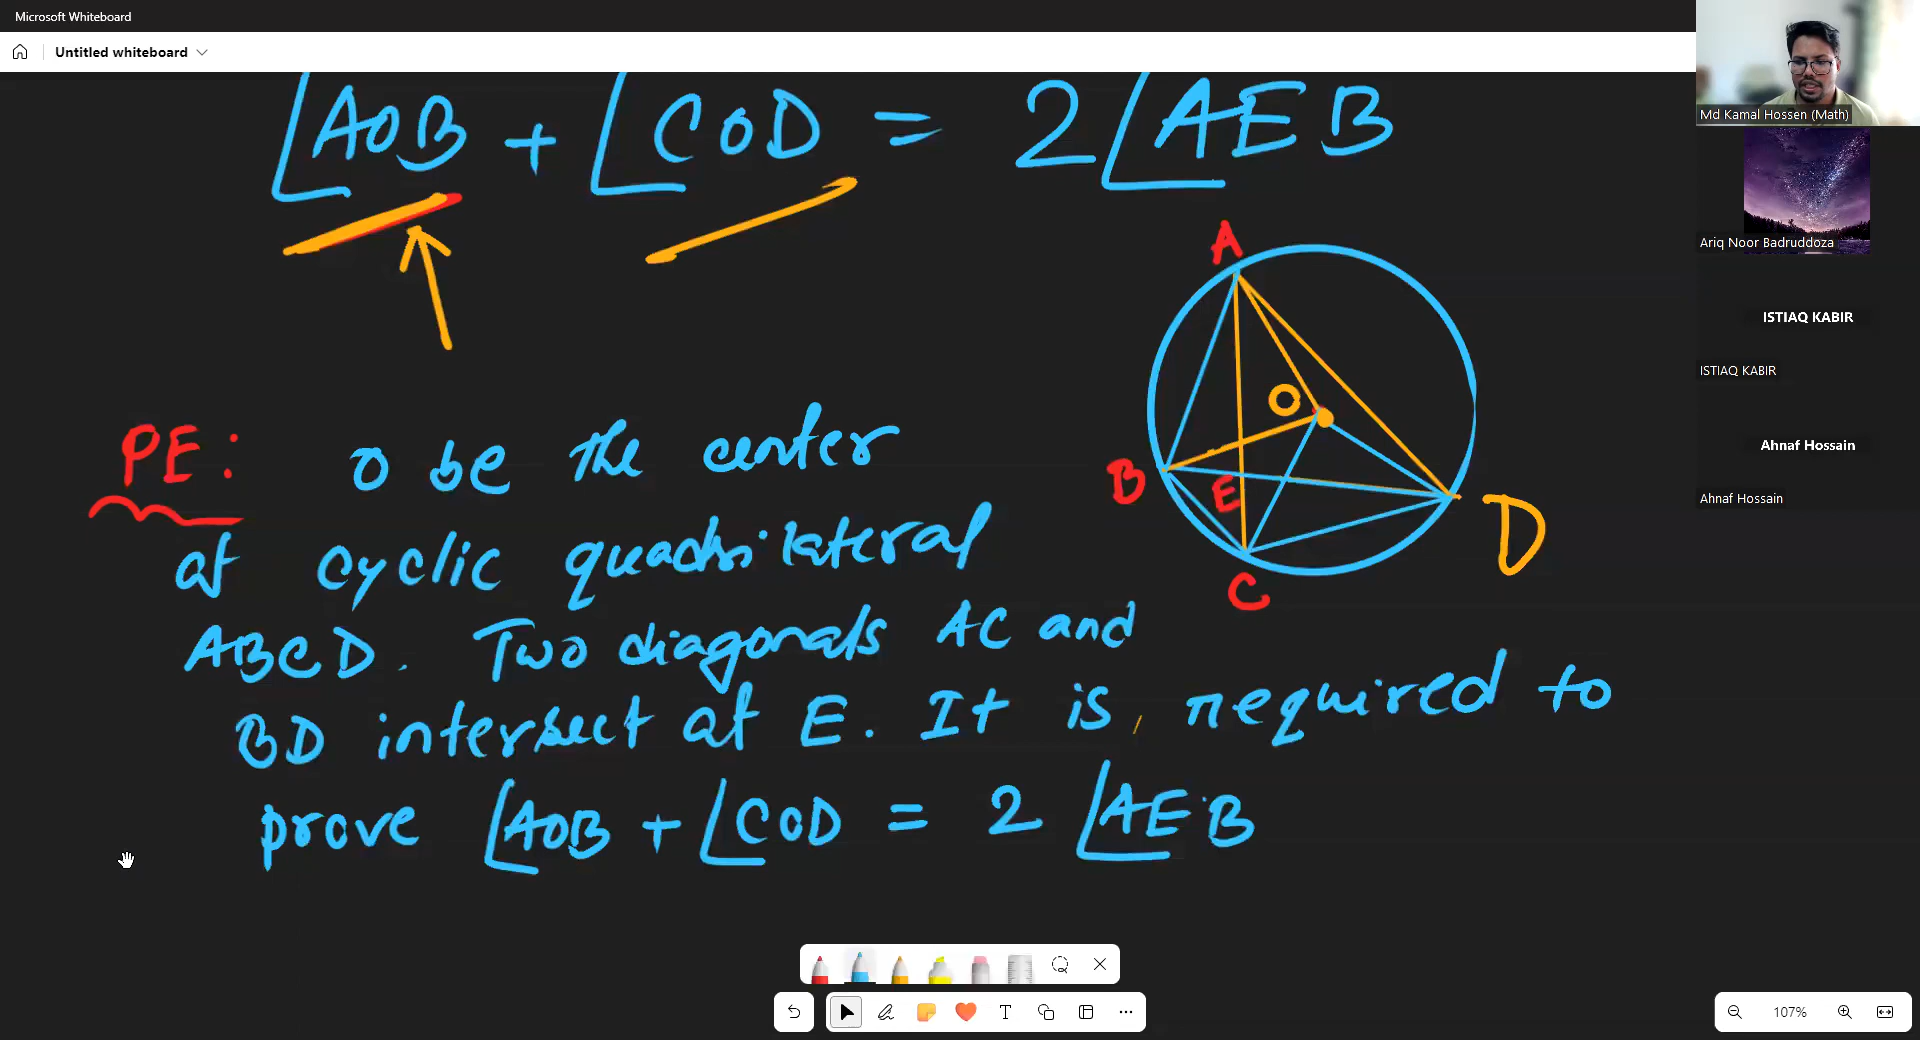 Microsoft Whiteboard
Untitled whiteboard
∠AOB + ∠COD = 2∠AEB
Md Kamal Hossen (Math)
Ariq Noor Badruddoza
ISTIAQ KABIR
ISTIAQ KABIR
Ahnaf Hossain
Ahnaf Hossain
A
O
B
E
D
C
PE: O be the center
of cyclic quadrilateral
ABCD. Two diagonals AC and
BD intersect at E. It is required to
prove ∠AOB + ∠COD = 2 ∠AEB
T
107%